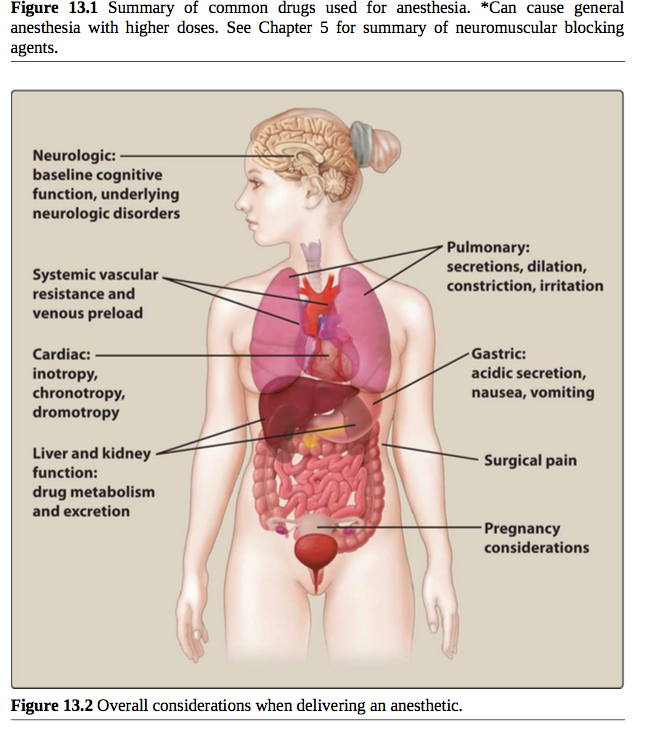 Figure 13.1 Summary of common drugs used for anesthesia. *Can cause general
anesthesia with higher doses. See Chapter 5 for summary of neuromuscular blocking
agents.
Neurologic:
baseline cognitive
function, underlying
neurologic disorders
Pulmonary:
secretions, dilation,
constriction, irritation
Systemic vascular
resistance and
venous preload
Cardiac:
inotropy,
chronotropy,
dromotropy
Gastric:
acidic secretion,
nausea, vomiting
Liver and kidney
function:
drug metabolism
and excretion
Surgical pain
Pregnancy
considerations
Figure 13.2 Overall considerations when delivering an anesthetic.